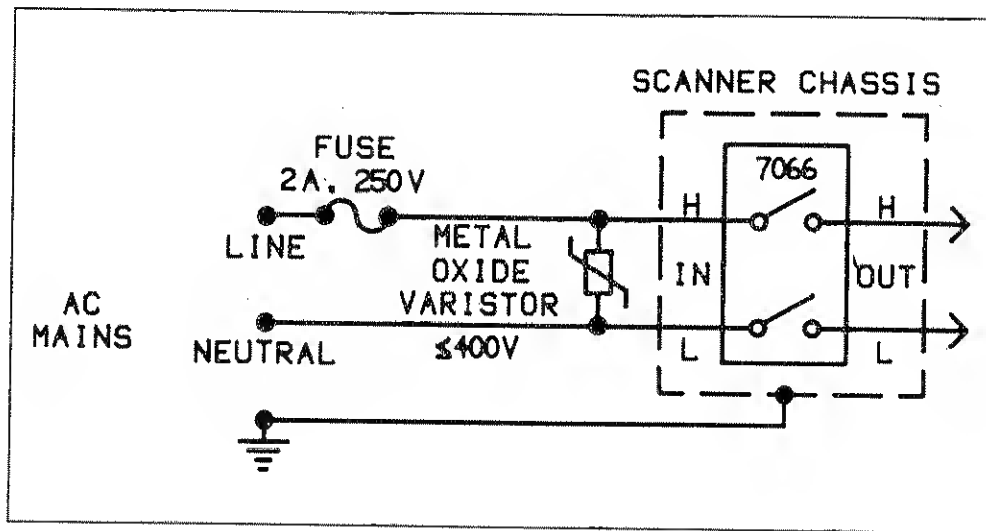 SCANNER CHASSIS
FUSE
2A, 250V
7066
LINE
METAL
OXIDE
VARISTOR
≤400V
H
H
IN
OUT
AC
MAINS
NEUTRAL
L
L